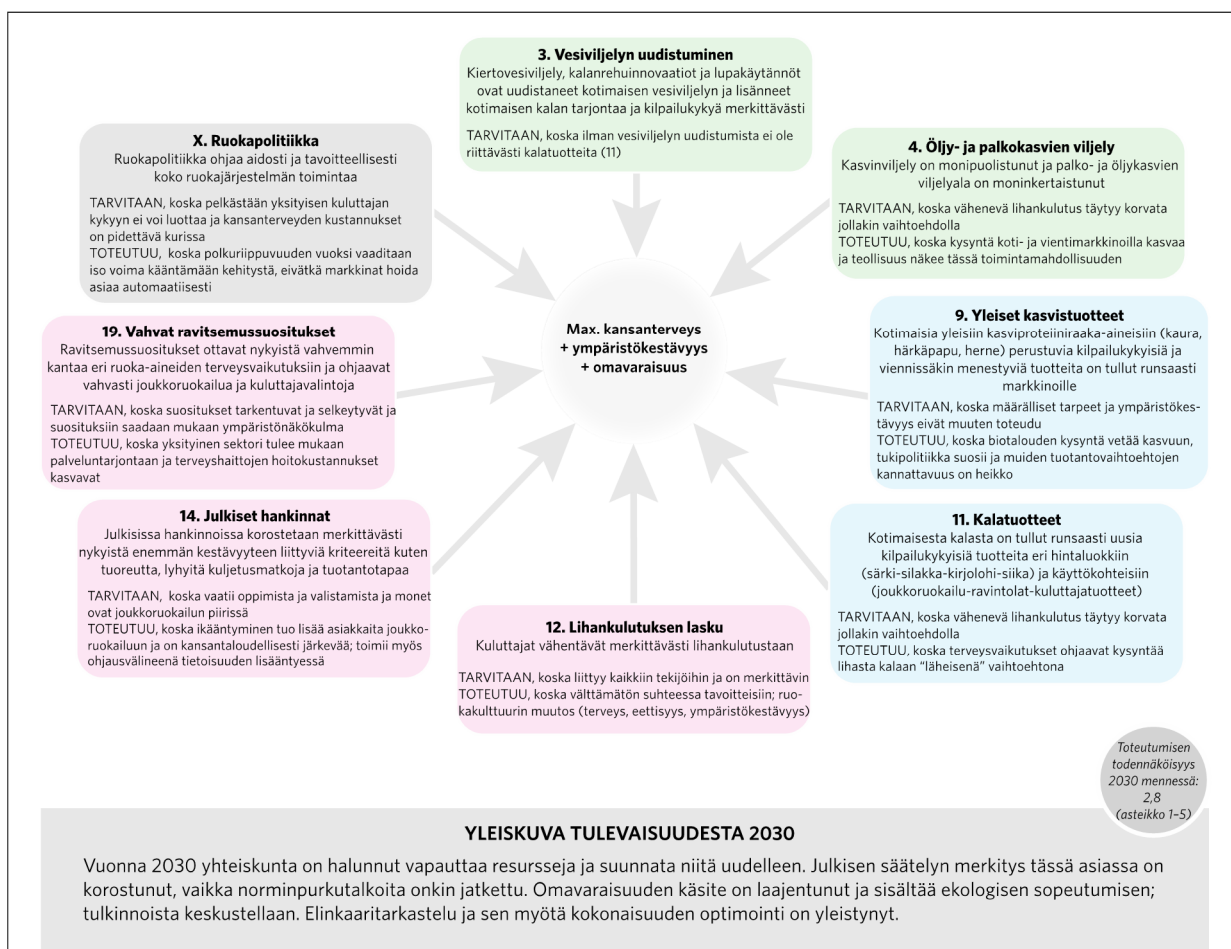 3. Vesiviljelyn uudistuminen
Kiertovesiviljely, kalanrehuinnovaatiot ja lupakäytännöt
ovat uudistaneet kotimaisen vesiviljelyn ja lisänneet
kotimaisen kalan tarjontaa ja kilpailukykyä merkittävästi
TARVITAAN, koska ilman vesiviljelyn uudistumista ei ole
riittävästi kalatuotteita (11)
X. Ruokapolitiikka
Ruokapolitiikka ohjaa aidosti ja tavoitteellisesti
koko ruokajärjestelmän toimintaa
TARVITAAN, koska pelkästään yksityisen kuluttajan
kykyyn ei voi luottaa ja kansanterveyden kustannukset
on pidettävä kurissa
TOTEUTUU, koska polkuriippuvuuden vuoksi vaaditaan
iso voima kääntämään kehitystä, eivätkä markkinat hoida
asiaa automaatiisesti
4. Öljy- ja palkokasvien viljely
Kasvinviljely on monipuolistunut ja palko- ja öljykasvien
viljelyala on moninkertaistunut
TARVITAAN, koska vähenevä lihankulutus täytyy korvata
jollakin vaihtoehdolla
TOTEUTUU, koska kysyntä koti- ja vientimarkkinoilla kasvaa
ja teollisuus näkee tässä toimintamahdollisuuden
Max. kansanterveys
+ ympäristökestävyys
+ omavaraisuus
19. Vahvat ravitsemussuositukset
Ravitsemussuositukset ottavat nykyistä vahvemmin
kantaa eri ruoka-aineiden terveysvaikutuksiin ja ohjaavat
vahvasti joukkoruokailua ja kuluttajavalintoja
TARVITAAN, koska suositukset tarkentuvat ja selkeytyvät ja
suosituksiin saadaan mukaan ympäristönäkökulma
TOTEUTUU, koska yksityinen sektori tulee mukaan
palveluntarjontaan ja terveyshaittojen hoitokustannukset
kasvavat
9. Yleiset kasvistuotteet
Kotimaisia yleisiin kasviproteiiniraaka-aineisiin (kaura,
härkäpapu, herne) perustuvia kilpailukykyisiä ja
viennissäkin menestyviä tuotteita on tullut runsaasti
markkinoille
TARVITAAN, koska määrälliset tarpeet ja ympäristökes-
tävyys eivät muuten toteudu
TOTEUTUU, koska biotalouden kysyntä vetää kasvuun,
tukipolitiikka suosii ja muiden tuotantovaihtoehtojen
kannattavuus on heikko
14. Julkiset hankinnat
Julkisissa hankinnoissa korostetaan merkittävästi
nykyistä enemmän kestävyyteen liittyviä kriteereitä kuten
tuoreutta, lyhyitä kuljetusmatkoja ja tuotantotapaa
TARVITAAN, koska vaatii oppimista ja valistamista ja monet
ovat joukkoruokailun piirissä
TOTEUTUU, koska ikääntyminen tuo lisää asiakkaita joukko-
ruokailuun ja on kansantaloudellisesti järkevää; toimii myös
ohjausvälineenä tietoisuuden lisääntyessä
11. Kalatuotteet
Kotimaisesta kalasta on tullut runsaasti uusia
kilpailukykyisiä tuotteita eri hintaluokkiin
(särki-silakka-kirjolohi-siika) ja käyttökohteisiin
(joukkoruokailu-ravintolat-kuluttajatuotteet)
TARVITAAN, koska vähenevä lihankulutus täytyy korvata
jollakin vaihtoehdolla
TOTEUTUU, koska terveysvaikutukset ohjaavat kysyntää
lihasta kalaan "läheisenä" vaihtoehtona
12. Lihankulutuksen lasku
Kuluttajat vähentävät merkittävästi lihankulutustaan
TARVITAAN, koska liittyy kaikkiin tekijöihin ja on merkittävin
TOTEUTUU, koska välttämätön suhteessa tavoitteisiin; ruo-
kakulttuurin muutos (terveys, eettisyys, ympäristökestävyys)
Toteutumisen
todennäköisyys
2030 mennessä:
2,8
(asteikko 1–5)
YLEISKUVA TULEVAISUUDESTA 2030
Vuonna 2030 yhteiskunta on halunnut vapauttaa resursseja ja suunnata niitä uudelleen. Julkisen säätelyn merkitys tässä asiassa on
korostunut, vaikka norminpurkutalkoita onkin jatkettu. Omavaraisuuden käsite on laajentunut ja sisältää ekologisen sopeutumisen;
tulkinnoista keskustellaan. Elinkaaritarkastelu ja sen myötä kokonaisuuden optimointi on yleistynyt.